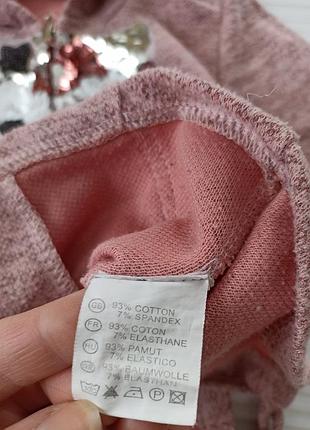 GB 93% COTTON
7% SPANDEX
FR 93% COTON
7% ELASTHANE
HU 93% PAMUT
7% ELASTICO
93% BAUMWOLLE
7% ELASTHAN
P